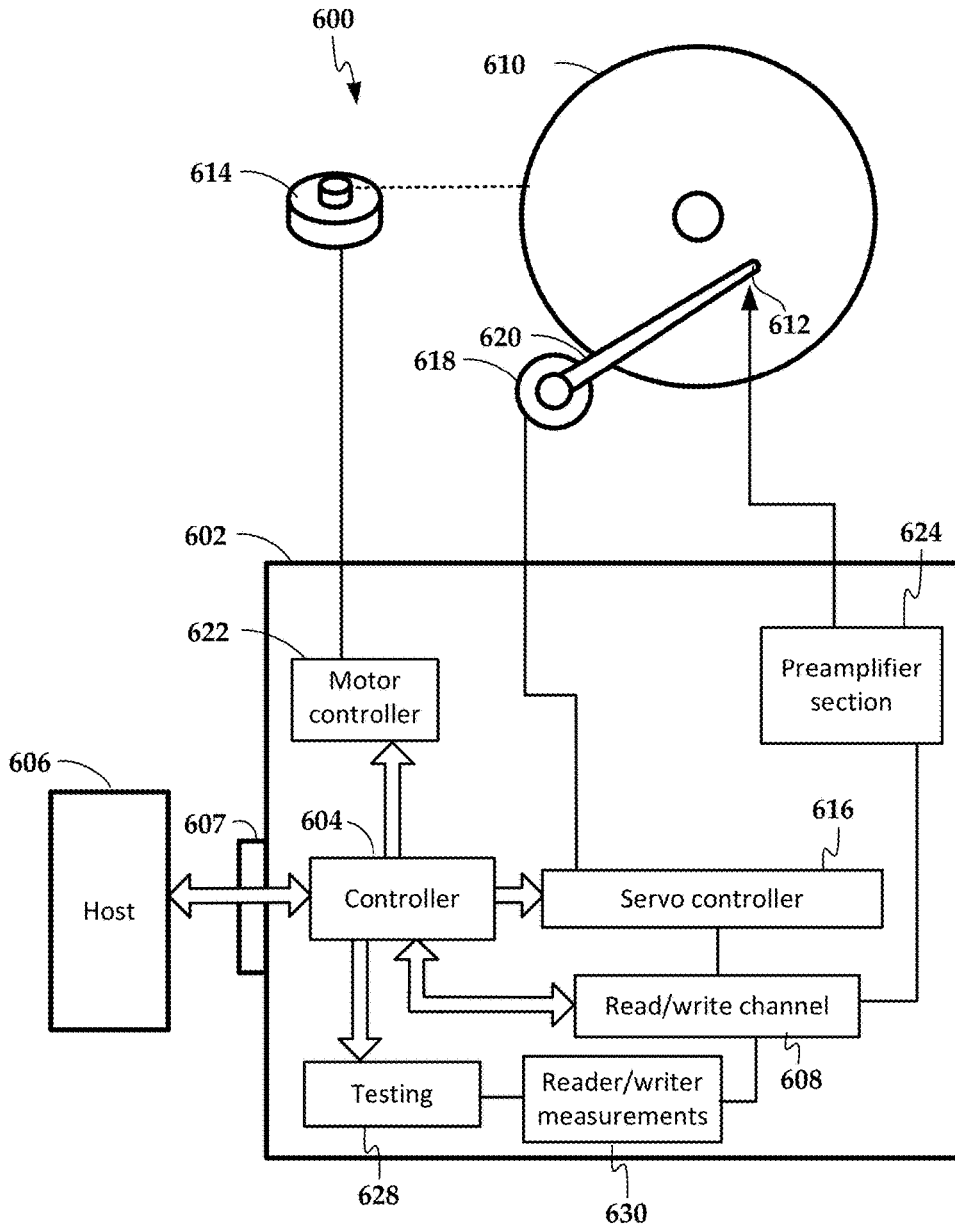 600
610
614
612
620
618
602
624
622
Motor
controller
Preamplifier
section
606
607
604
616
Host
Controller
Servo controller
Read/write channel
608
Testing
Reader/writer
measurements
628
630